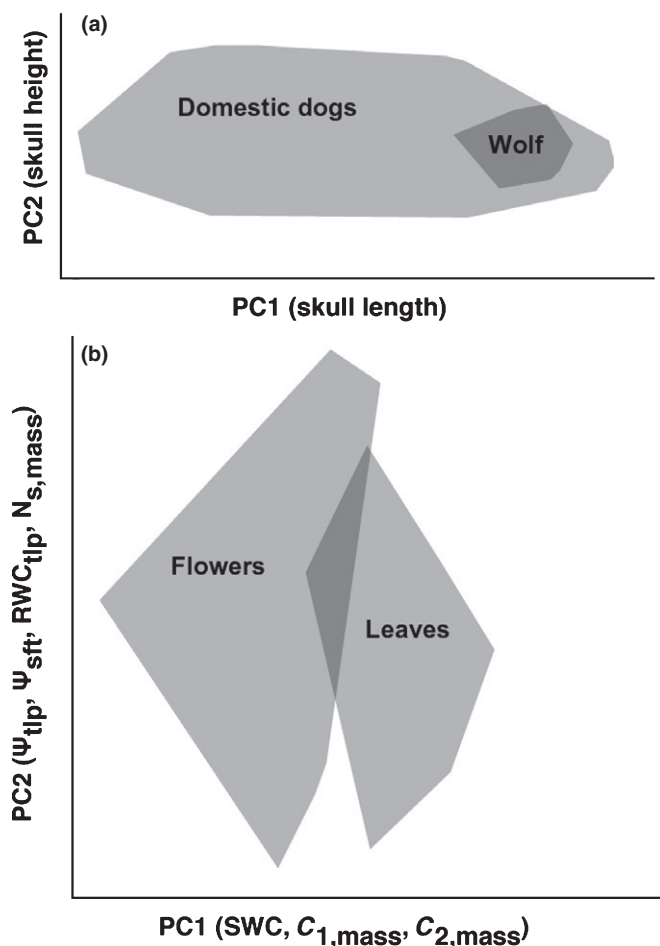 (a)
PC2 (skull height)
Domestic dogs
Wolf
PC1 (skull length)
(b)
PC2 (Ψtlp, Ψsft, RWCtlp, Ns,mass)
Flowers
Leaves
PC1 (SWC, C1,mass, C2,mass)